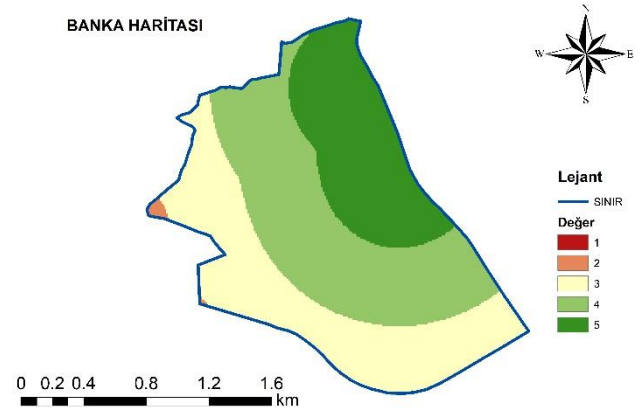 BANKA HARİTASI
N
W E
S
Lejant
SINIR
Değer
1
2
3
4
5
0 0.2 0.4 0.8 1.2 1.6
km